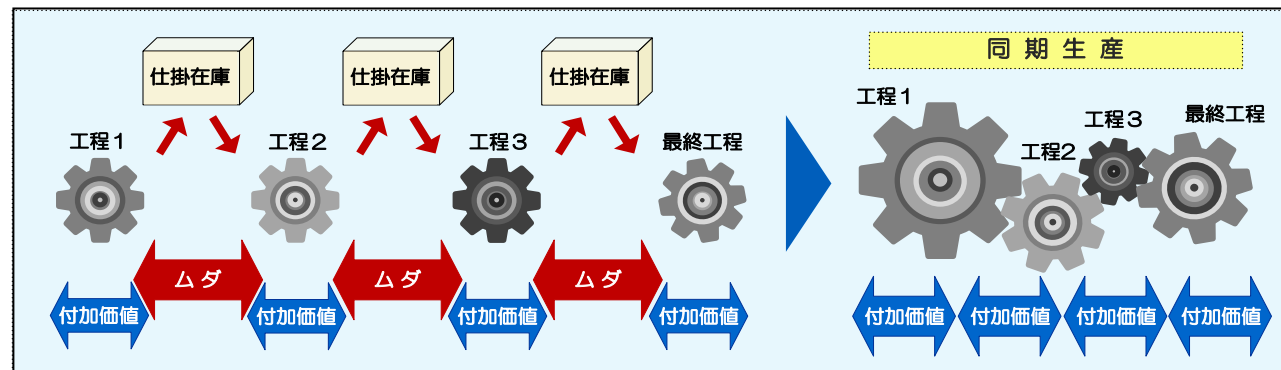 仕掛在庫
仕掛在庫
仕掛在庫
工程1
工程2
工程3
最終工程
ムダ
ムダ
ムダ
付加価値
付加価値
付加価値
付加価値
同期生産
工程1
工程2
工程3
最終工程
付加価値
付加価値
付加価値
付加価値